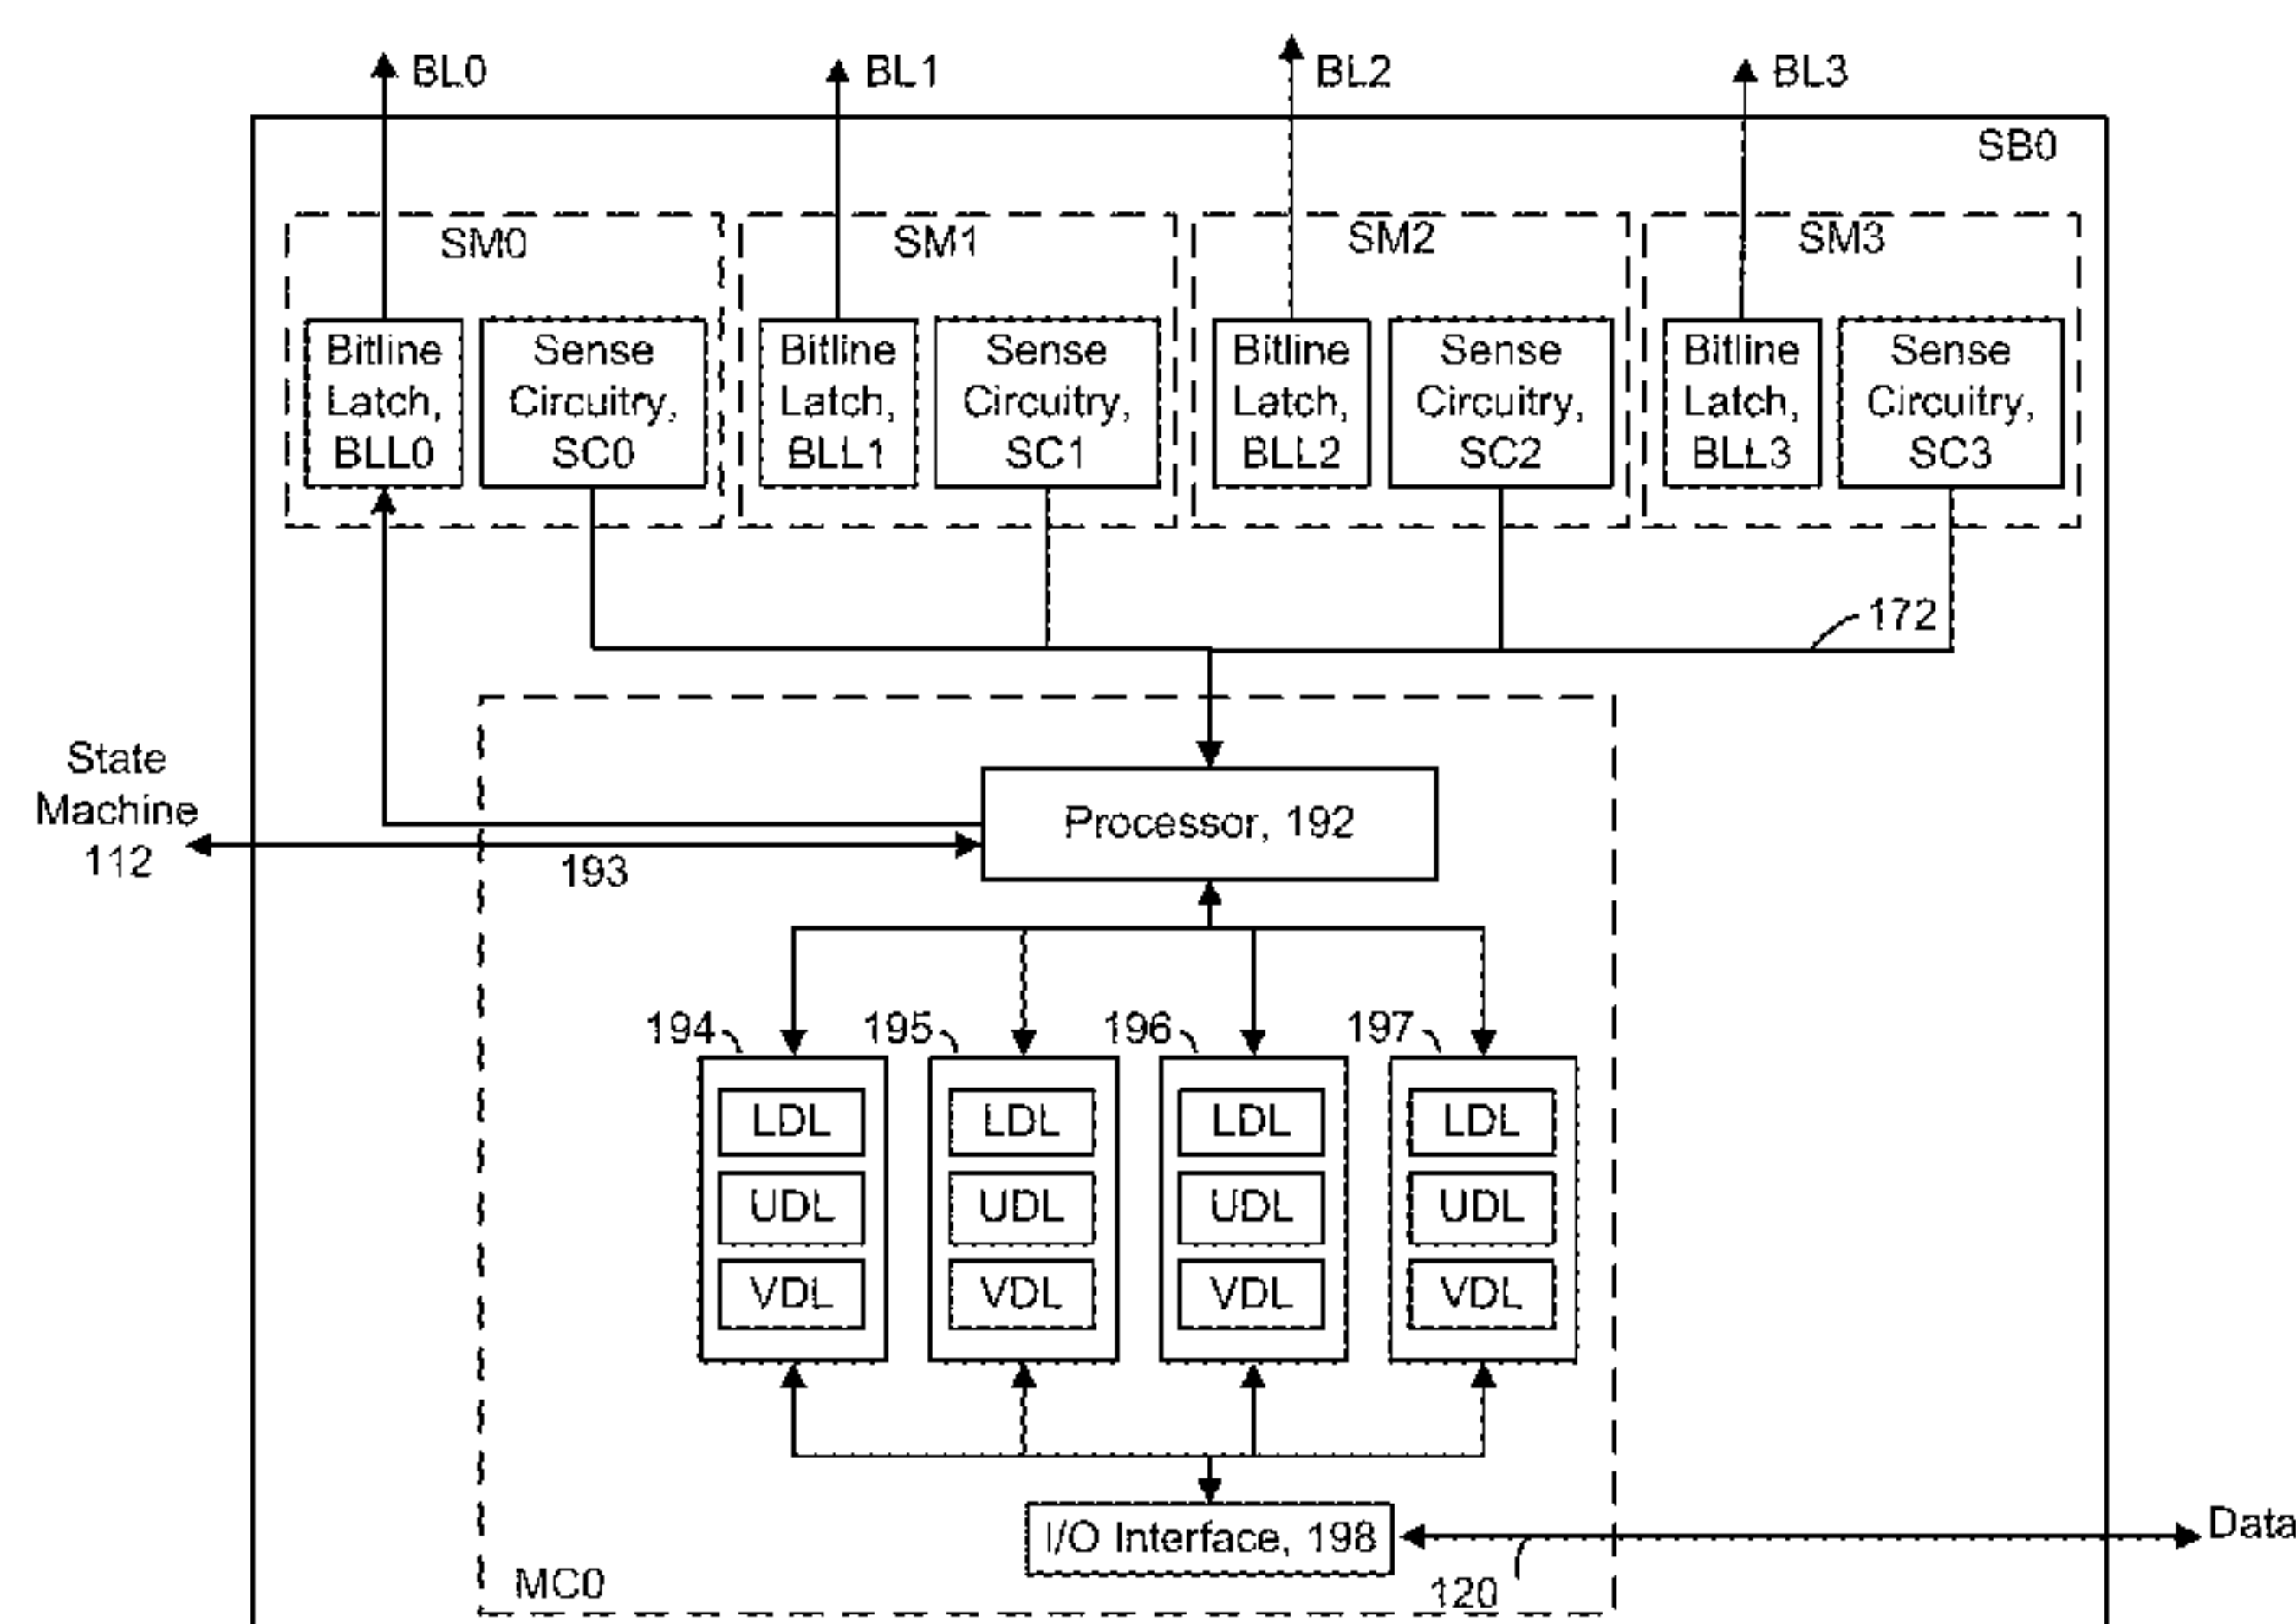 BL0
BL1
BL2
BL3
SB0
SM0
SM1
SM2
SM3
Bitline
Latch,
BLL0
Sense
Circuitry,
SC0
Bitline
Latch,
BLL1
Sense
Circuitry,
SC1
Bitline
Latch,
BLL2
Sense
Circuitry,
SC2
Bitline
Latch,
BLL3
Sense
Circuitry,
SC3
172
State
Machine
112
193
Processor, 192
194
195
196
197
LDL
UDL
VDL
LDL
UDL
VDL
LDL
UDL
VDL
LDL
UDL
VDL
I/O Interface, 198
Data
120
MC0